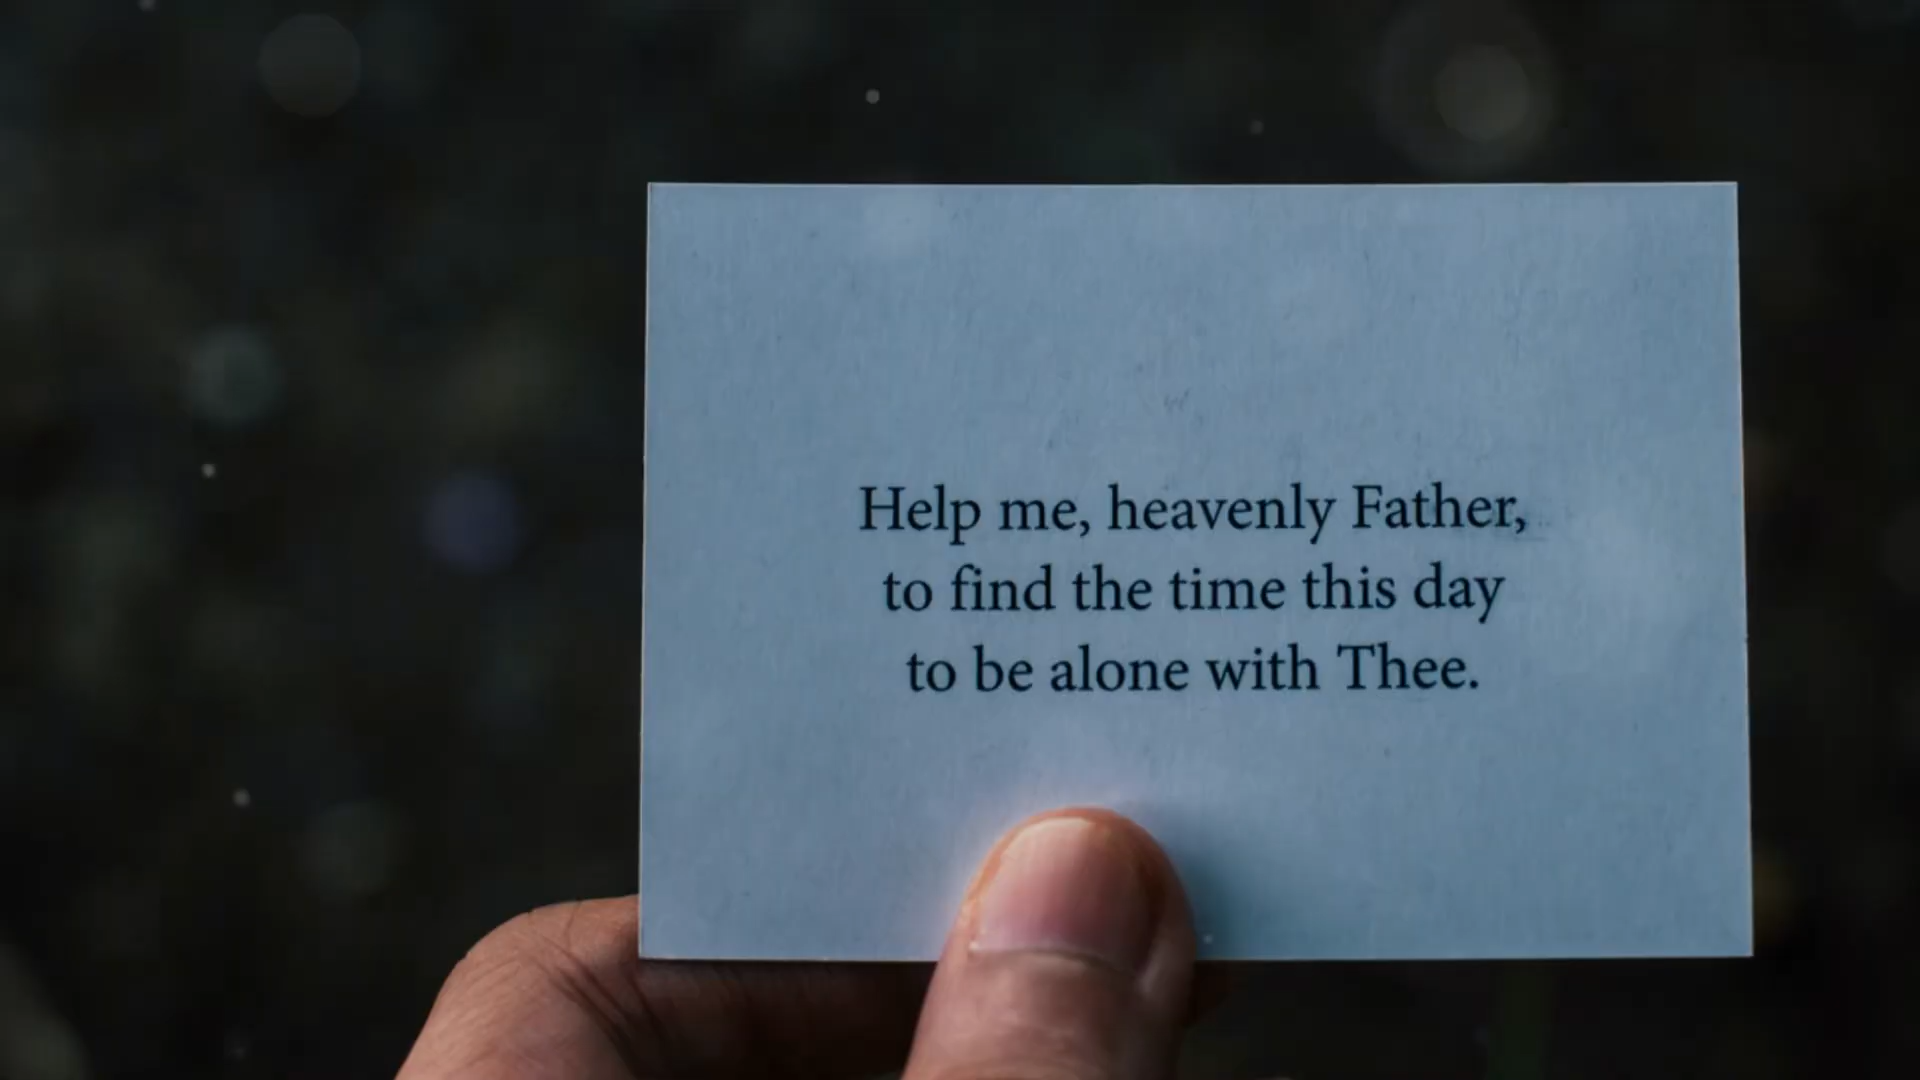 Help me, heavenly Father,
to find the time this day
to be alone with Thee.